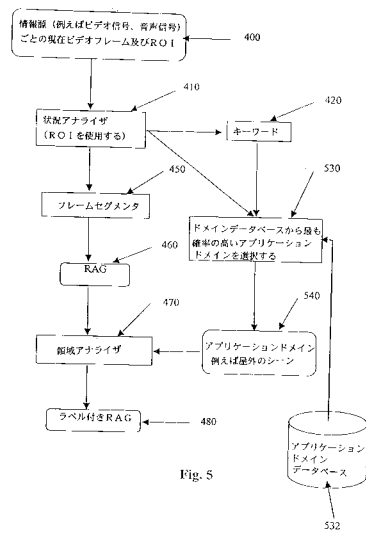 情報源（例えばビデオ信号、音声信号）
ごとの現在ビデオフレーム及びＲＯＩ
400
410
420
状況アナライザ
（ＲＯＩを使用する）
キーワード
450
530
フレームセグメンタ
ドメインデータベースから最も
確率の高いアプリケーション
ドメインを選択する
460
RAG
470
540
領域アナライザ
アプリケーションドメイン
例えば屋外のシーン
ラベル付きＲＡＧ
480
アプリケーション
ドメイン
データベース
Fig. 5
532